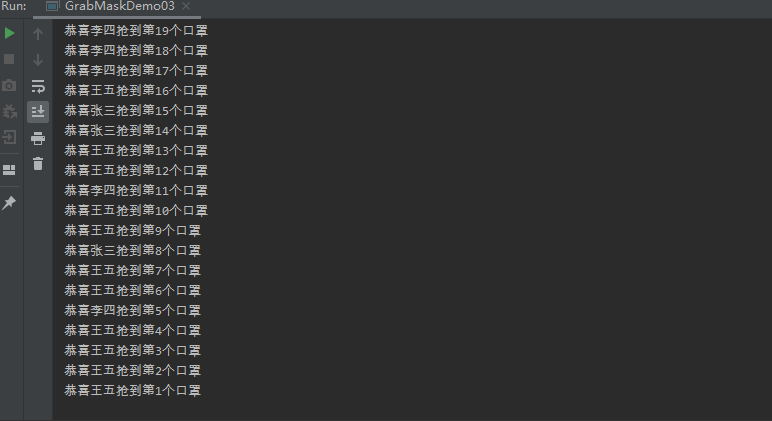 Run: GrabMaskDemo03
恭喜李四抢到第19个口罩
恭喜李四抢到第18个口罩
恭喜李四抢到第17个口罩
恭喜王五抢到第16个口罩
恭喜张三抢到第15个口罩
恭喜张三抢到第14个口罩
恭喜王五抢到第13个口罩
恭喜王五抢到第12个口罩
恭喜李四抢到第11个口罩
恭喜王五抢到第10个口罩
恭喜王五抢到第9个口罩
恭喜张三抢到第8个口罩
恭喜王五抢到第7个口罩
恭喜王五抢到第6个口罩
恭喜李四抢到第5个口罩
恭喜王五抢到第4个口罩
恭喜王五抢到第3个口罩
恭喜王五抢到第2个口罩
恭喜王五抢到第1个口罩